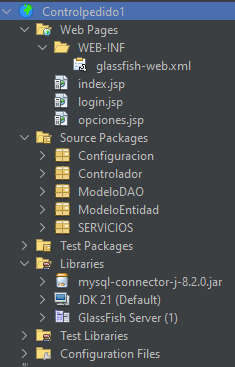 Controlpedido1
Web Pages
WEB-INF
glassfish-web.xml
index.jsp
login.jsp
opciones.jsp
Source Packages
Configuracion
Controlador
ModeloDAO
ModeloEntidad
SERVICIOS
Test Packages
Libraries
mysql-connector-j-8.2.0.jar
JDK 21 (Default)
GlassFish Server (1)
Test Libraries
Configuration Files